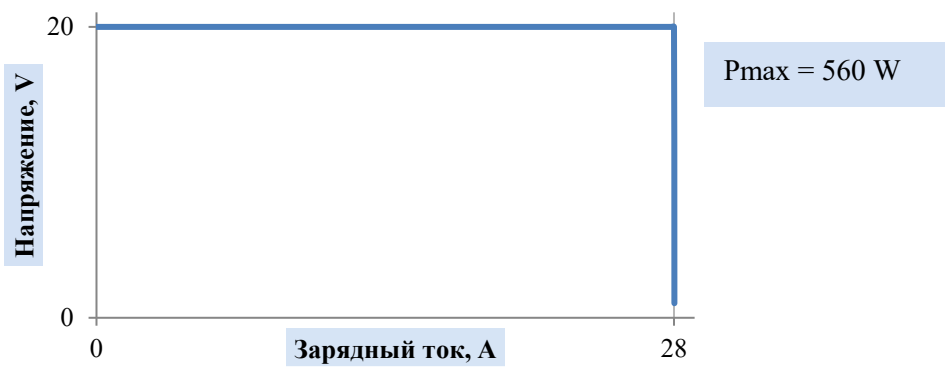 20
Pmax = 560 W
Напряжение, V
0
0
Зарядный ток, А
28